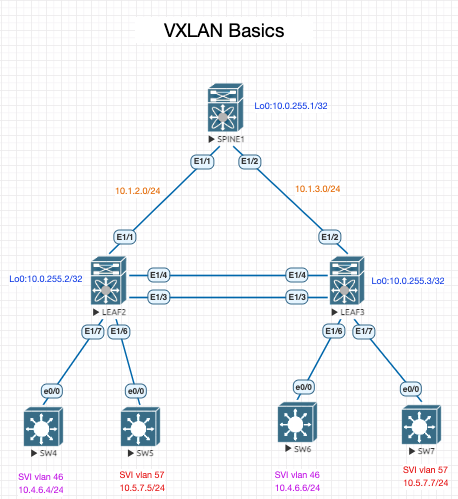 VXLAN Basics
Lo0:10.0.255.1/32
SPINE1
E1/1
E1/2
10.1.2.0/24
10.1.3.0/24
E1/1
E1/2
Lo0:10.0.255.2/32
E1/4
E1/4
Lo0:10.0.255.3/32
E1/3
E1/3
LEAF2
LEAF3
E1/7
E1/6
E1/6
E1/7
e0/0
e0/0
e0/0
e0/0
SW4
SW5
SW6
SW7
SVI vlan 46
10.4.6.4/24
SVI vlan 57
10.5.7.5/24
SVI vlan 46
10.4.6.6/24
SVI vlan 57
10.5.7.7/24